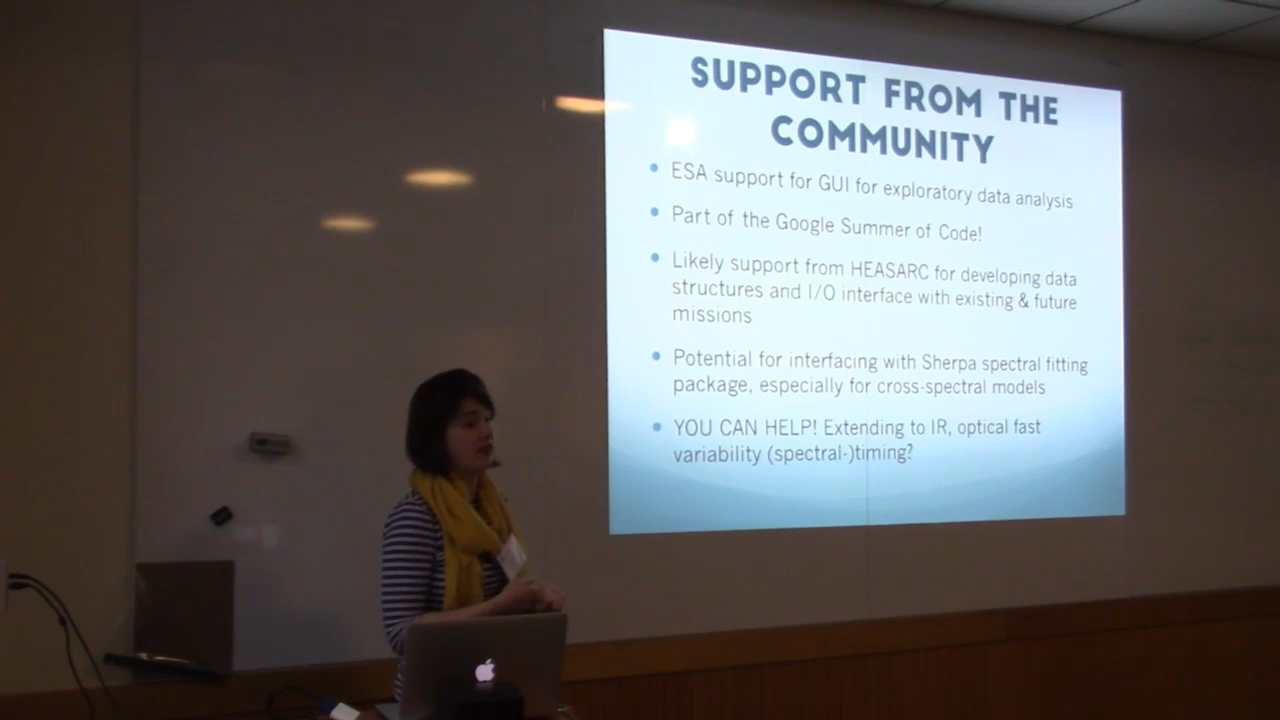 SUPPORT FROM THE
COMMUNITY
• ESA support for GUI for exploratory data analysis
• Part of the Google Summer of Code!
• Likely support from HEASARC for developing data
structures and I/O interface with existing & future
missions
• Potential for interfacing with Sherpa spectral fitting
package, especially for cross-spectral models
• YOU CAN HELP! Extending to IR, optical fast
variability (spectral-)timing?